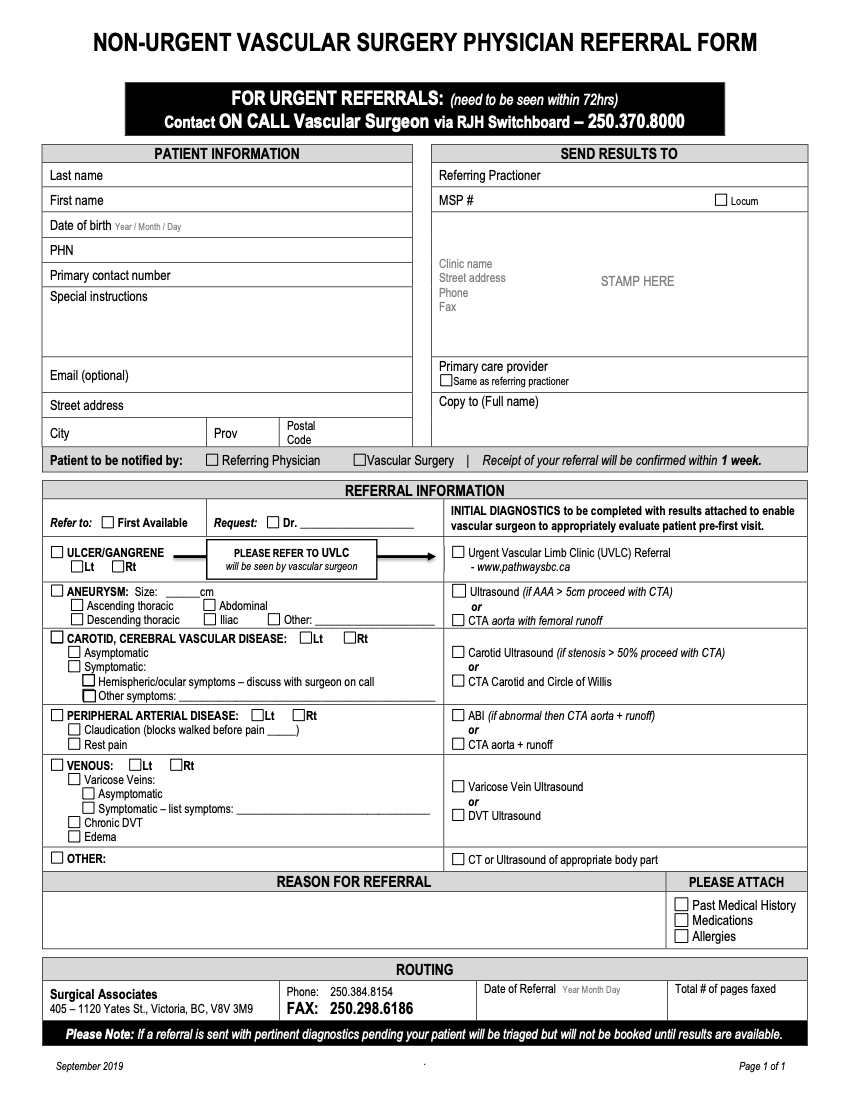 NON-URGENT VASCULAR SURGERY PHYSICIAN REFERRAL FORM
FOR URGENT REFERRALS: (need to be seen within 72hrs)
Contact ON CALL Vascular Surgeon via RJH Switchboard – 250.370.8000
PATIENT INFORMATION
Last name
First name
Date of birth Year / Month / Day
PHN
Primary contact number
Special instructions
Email (optional)
Street address
City Prov Postal
Code
SEND RESULTS TO
Referring Practioner
MSP # ☐ Locum
Clinic name
Street address STAMP HERE
Phone
Fax
Primary care provider
☐ Same as referring practioner
Copy to (Full name)
Patient to be notified by: ☐ Referring Physician ☐ Vascular Surgery | Receipt of your referral will be confirmed within 1 week.
REFERRAL INFORMATION
Refer to: ☐ First Available Request: ☐ Dr. ___________________
INITIAL DIAGNOSTICS to be completed with results attached to enable
vascular surgeon to appropriately evaluate patient pre-first visit.
☐ ULCER/GANGRENE
☐ Lt ☐ Rt
PLEASE REFER TO UVLC
will be seen by vascular surgeon
☐ Urgent Vascular Limb Clinic (UVLC) Referral
- www.pathwaysbc.ca
☐ ANEURYSM: Size: ______cm
☐ Ascending thoracic ☐ Abdominal
☐ Descending thoracic ☐ Iliac ☐ Other: ____________________
☐ Ultrasound (if AAA > 5cm proceed with CTA)
or
☐ CTA aorta with femoral runoff
☐ CAROTID, CEREBRAL VASCULAR DISEASE: ☐ Lt ☐ Rt
☐ Asymptomatic
☐ Symptomatic:
☐ Hemispheric/ocular symptoms – discuss with surgeon on call
☐ Other symptoms: ___________________________________________
☐ Carotid Ultrasound (if stenosis > 50% proceed with CTA)
or
☐ CTA Carotid and Circle of Willis
☐ PERIPHERAL ARTERIAL DISEASE: ☐ Lt ☐ Rt
☐ Claudication (blocks walked before pain _____)
☐ Rest pain
☐ ABI (if abnormal then CTA aorta + runoff)
or
☐ CTA aorta + runoff
☐ VENOUS: ☐ Lt ☐ Rt
☐ Varicose Veins:
☐ Asymptomatic
☐ Symptomatic – list symptoms: ________________________________
☐ Chronic DVT
☐ Edema
☐ Varicose Vein Ultrasound
or
☐ DVT Ultrasound
☐ OTHER:
☐ CT or Ultrasound of appropriate body part
REASON FOR REFERRAL
PLEASE ATTACH
☐ Past Medical History
☐ Medications
☐ Allergies
ROUTING
Surgical Associates
405 – 1120 Yates St., Victoria, BC, V8V 3M9
Phone: 250.384.8154
FAX: 250.298.6186
Date of Referral Year Month Day
Total # of pages faxed
Please Note: If a referral is sent with pertinent diagnostics pending your patient will be triaged but will not be booked until results are available.
September 2019 . Page 1 of 1